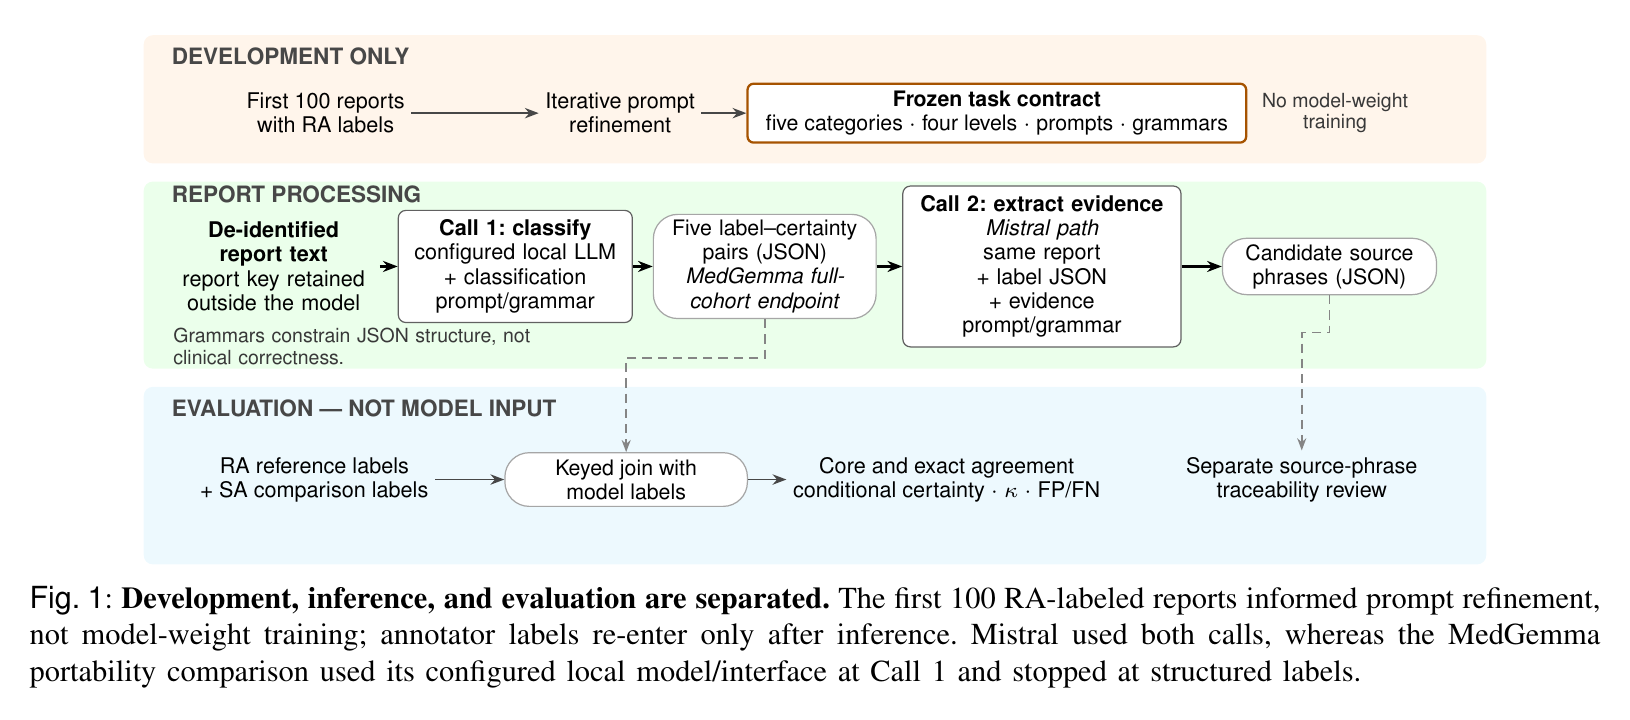 DEVELOPMENT ONLY
First 100 reports
with RA labels
Iterative prompt
refinement
Frozen task contract
five categories · four levels · prompts · grammars
No model-weight
training
REPORT PROCESSING
De-identified
report text
report key retained
outside the model
Call 1: classify
configured local LLM
+ classification
prompt/grammar
Five label–certainty
pairs (JSON)
MedGemma full-
cohort endpoint
Call 2: extract evidence
Mistral path
same report
+ label JSON
+ evidence
prompt/grammar
Candidate source
phrases (JSON)
Grammars constrain JSON structure, not
clinical correctness.
EVALUATION — NOT MODEL INPUT
RA reference labels
+ SA comparison labels
Keyed join with
model labels
Core and exact agreement
conditional certainty · κ · FP/FN
Separate source-phrase
traceability review
Fig. 1: Development, inference, and evaluation are separated. The first 100 RA-labeled reports informed prompt refinement,
not model-weight training; annotator labels re-enter only after inference. Mistral used both calls, whereas the MedGemma
portability comparison used its configured local model/interface at Call 1 and stopped at structured labels.